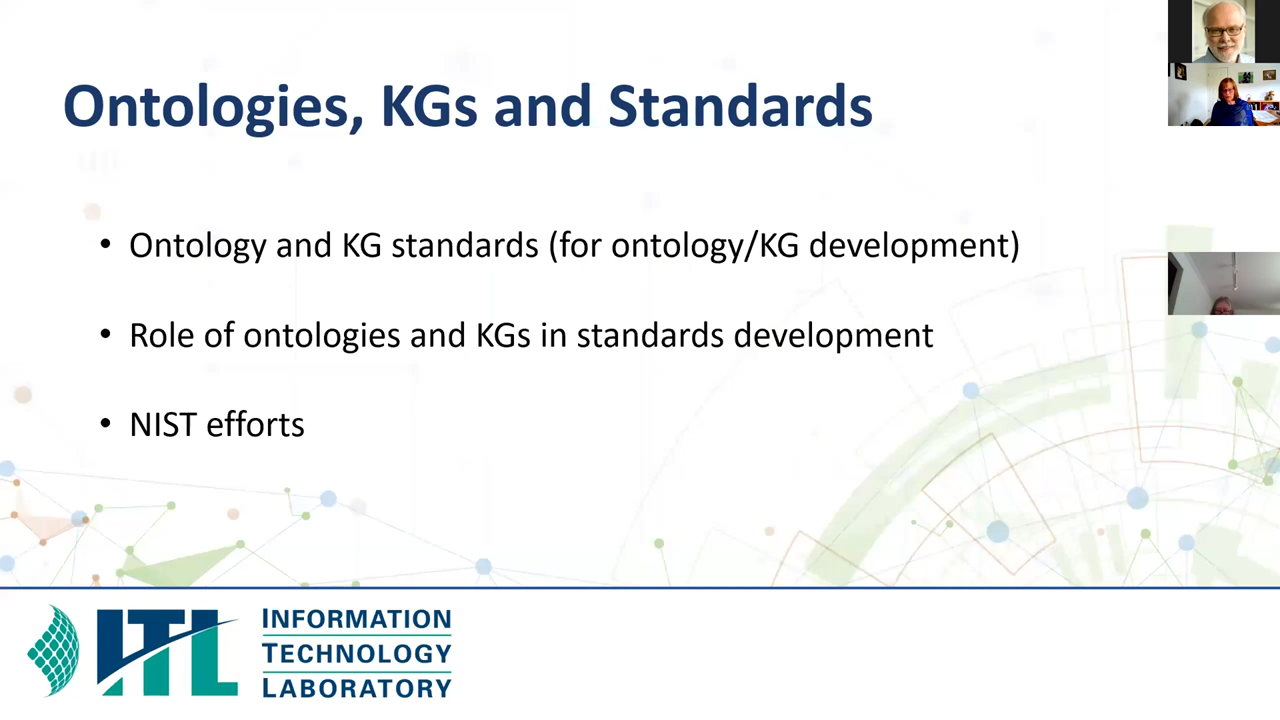 Ontologies, KGs and Standards
• Ontology and KG standards (for ontology/KG development)
• Role of ontologies and KGs in standards development
• NIST efforts
ITL
INFORMATION
TECHNOLOGY
LABORATORY